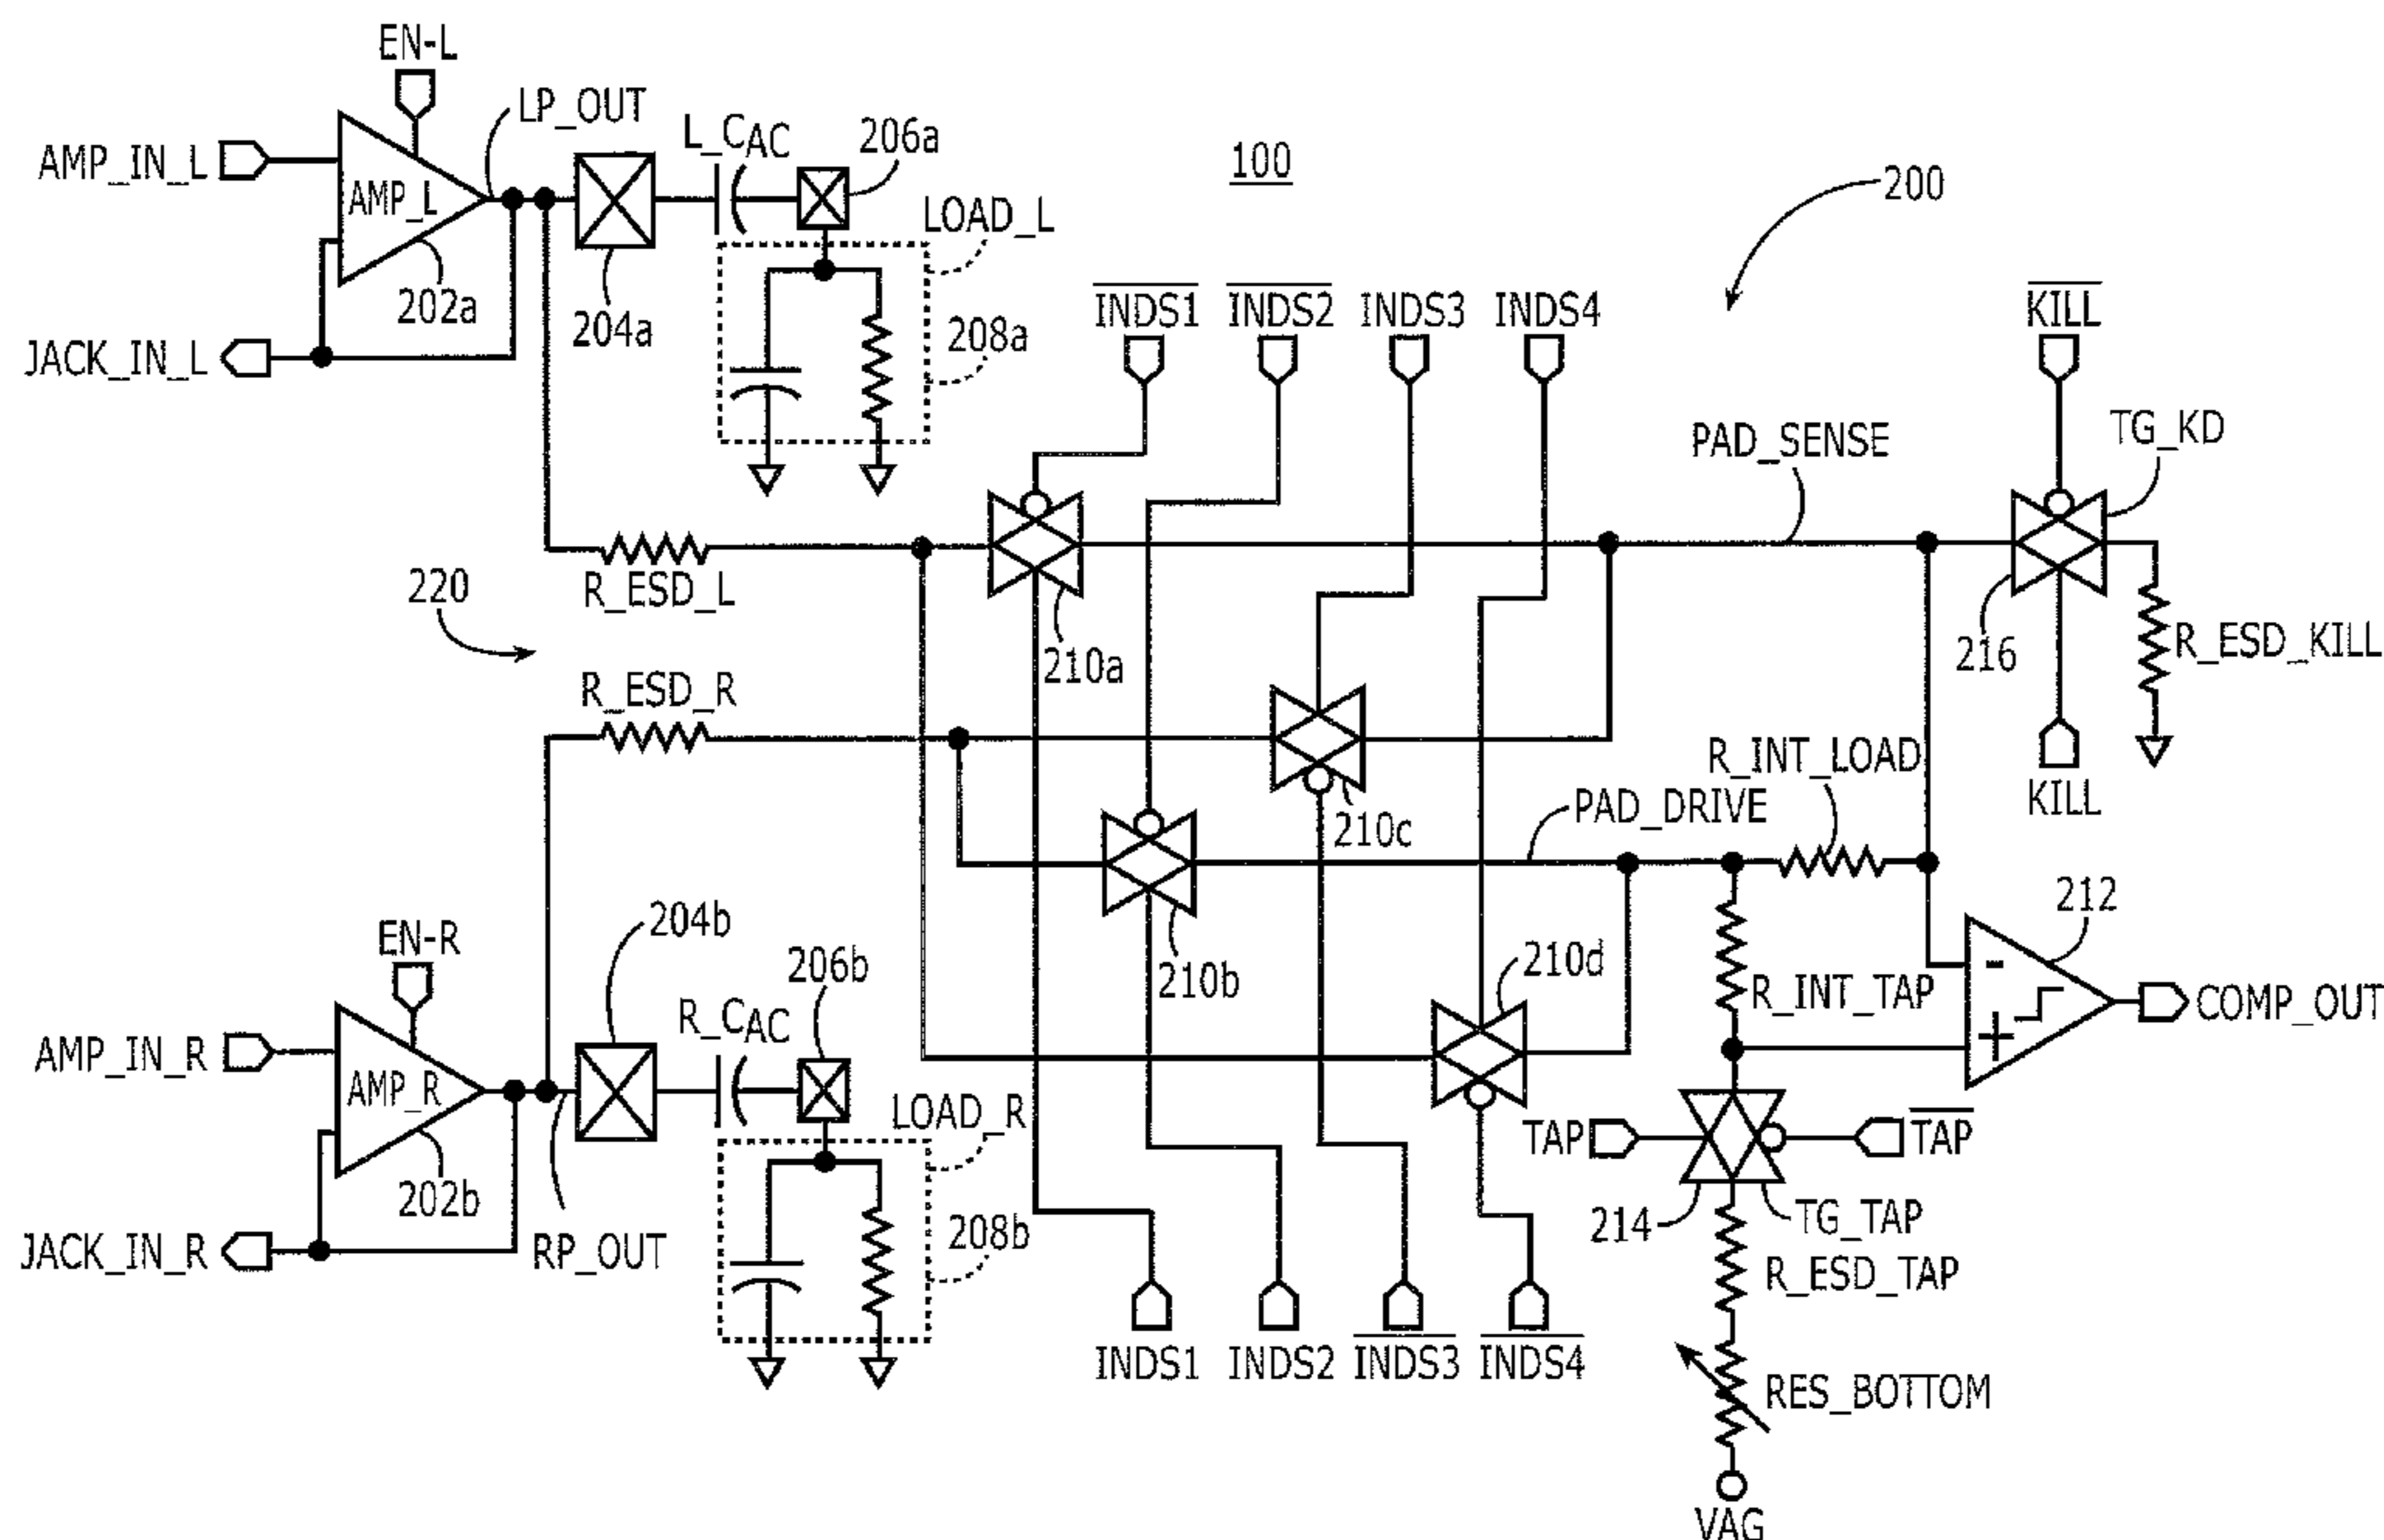 EN-L
LP_OUT
AMP_IN_L
AMP_L
L_CAC
206a
100
200
LOAD_L
202a
204a
JACK_IN_L
208a
INDS1
INDS2
INDS3
INDS4
KILL
PAD_SENSE
TG_KD
220
R_ESD_L
210a
216
R_ESD_KILL
R_ESD_R
R_INT_LOAD
PAD_DRIVE
KILL
210c
212
EN-R
204b
206b
210b
210d
-
R_INT_TAP
COMP_OUT
R_CAC
AMP_IN_R
AMP_R
+
LOAD_R
TAP
TAP
202b
214
TG_TAP
JACK_IN_R
RP_OUT
208b
R_ESD_TAP
INDS1
INDS2
INDS3
INDS4
RES_BOTTOM
VAG